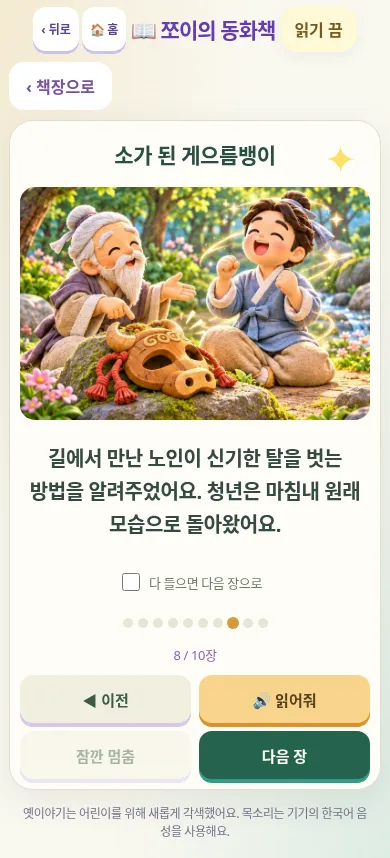 ‹ 뒤로
🏠 홈
📖 쪼이의 동화책
읽기 끔
‹ 책장으로
소가 된 게으름뱅이
길에서 만난 노인이 신기한 탈을 벗는
방법을 알려주었어요. 청년은 마침내 원래
모습으로 돌아왔어요.
다 들으면 다음 장으로
8 / 10장
◀ 이전
🔊 읽어줘
잠깐 멈춤
다음 장
옛이야기는 어린이를 위해 새롭게 각색했어요. 목소리는 기기의 한국어 음
성을 사용해요.